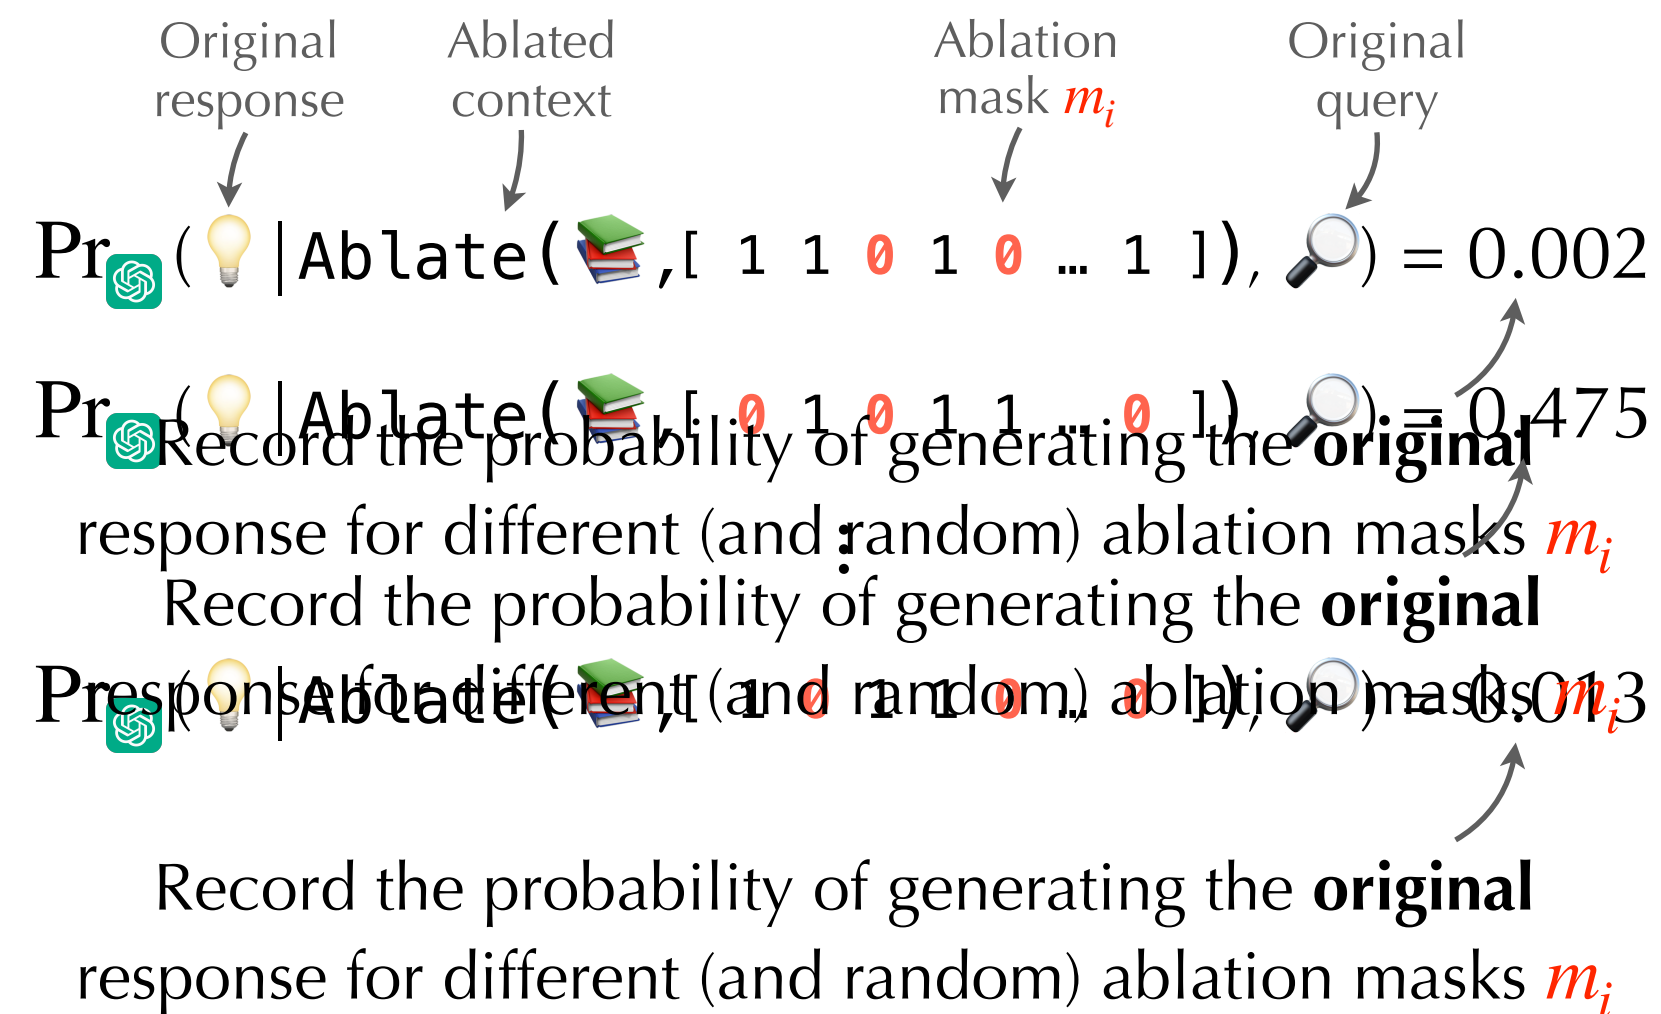 Original Ablated Ablation Original
response context mask mᵢ query
Pr (💡|Ablate(📚,[ 1 1 0 1 0 … 1 ]), 🔎) = 0.002
Pr (💡|Ablate(📚,[ 0 1 0 1 1 … 0 ]), 🔎) = 0.475
Record the probability of generating the original
response for different (and random) ablation masks mᵢ
⋮
Record the probability of generating the original
response for different (and random) ablation masks mᵢ
Pr (💡|Ablate(📚,[ 1 0 1 1 0 … 0 ]), 🔎) = 0.013
Record the probability of generating the original
response for different (and random) ablation masks mᵢ